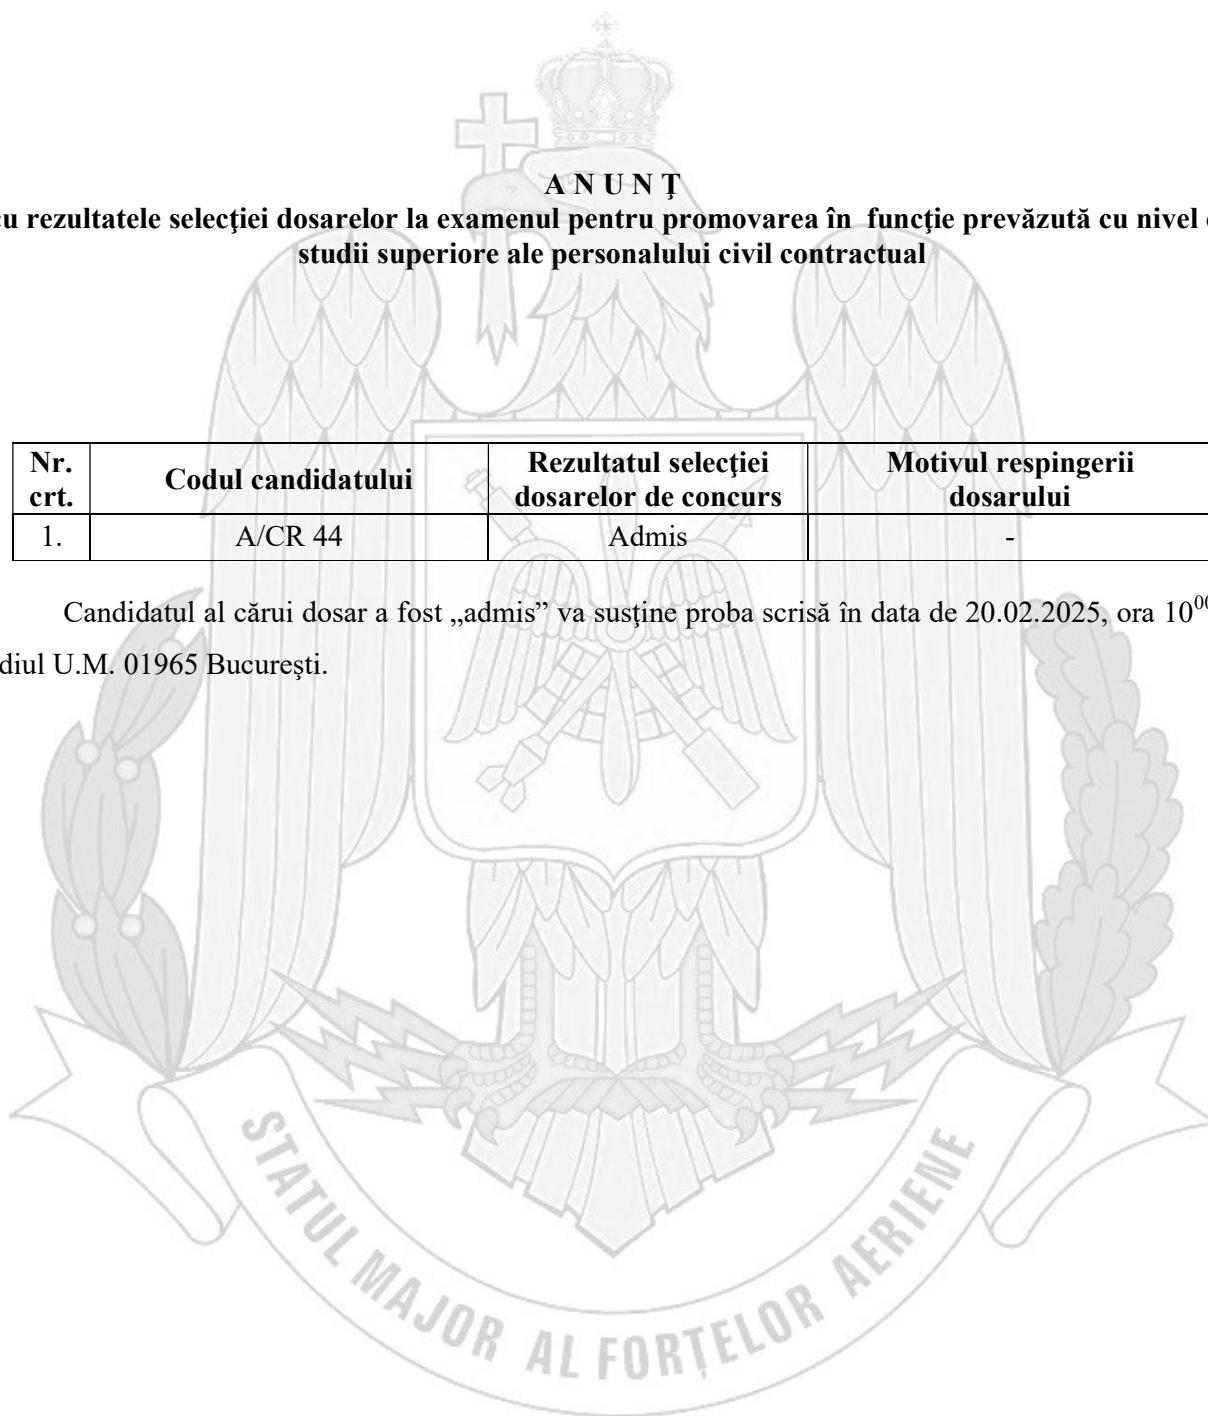 A N U N Ţ
cu rezultatele selecţiei dosarelor la examenul pentru promovarea în funcţie prevăzută cu nivel
studii superioare ale personalului civil contractual
Nr. crt.
Codul candidatului
Rezultatul selecţiei dosarelor de concurs
Motivul respingerii dosarului
1.
A/CR 44
Admis
-
Candidatul al cărui dosar a fost „admis” va susţine proba scrisă în data de 20.02.2025, ora 10⁰⁰
diul U.M. 01965 Bucureşti.
STATUL MAJOR AL FORŢELOR AERIENE